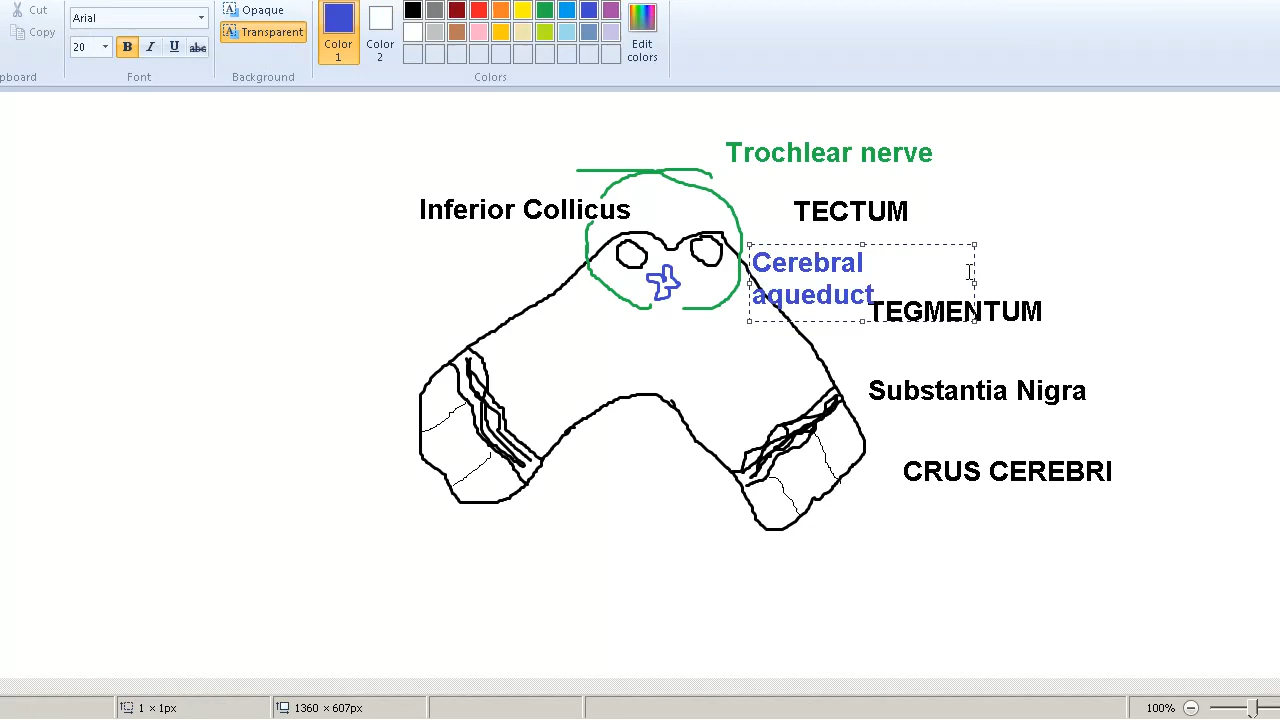 Cut
Copy
pboard
Arial
20
B I U abc
Font
Opaque
Transparent
Background
Color 1
Color 2
Edit colors
Colors
Trochlear nerve
Inferior Collicus
TECTUM
Cerebral
aqueduct
TEGMENTUM
Substantia Nigra
CRUS CEREBRI
1 × 1px
1360 × 607px
100%